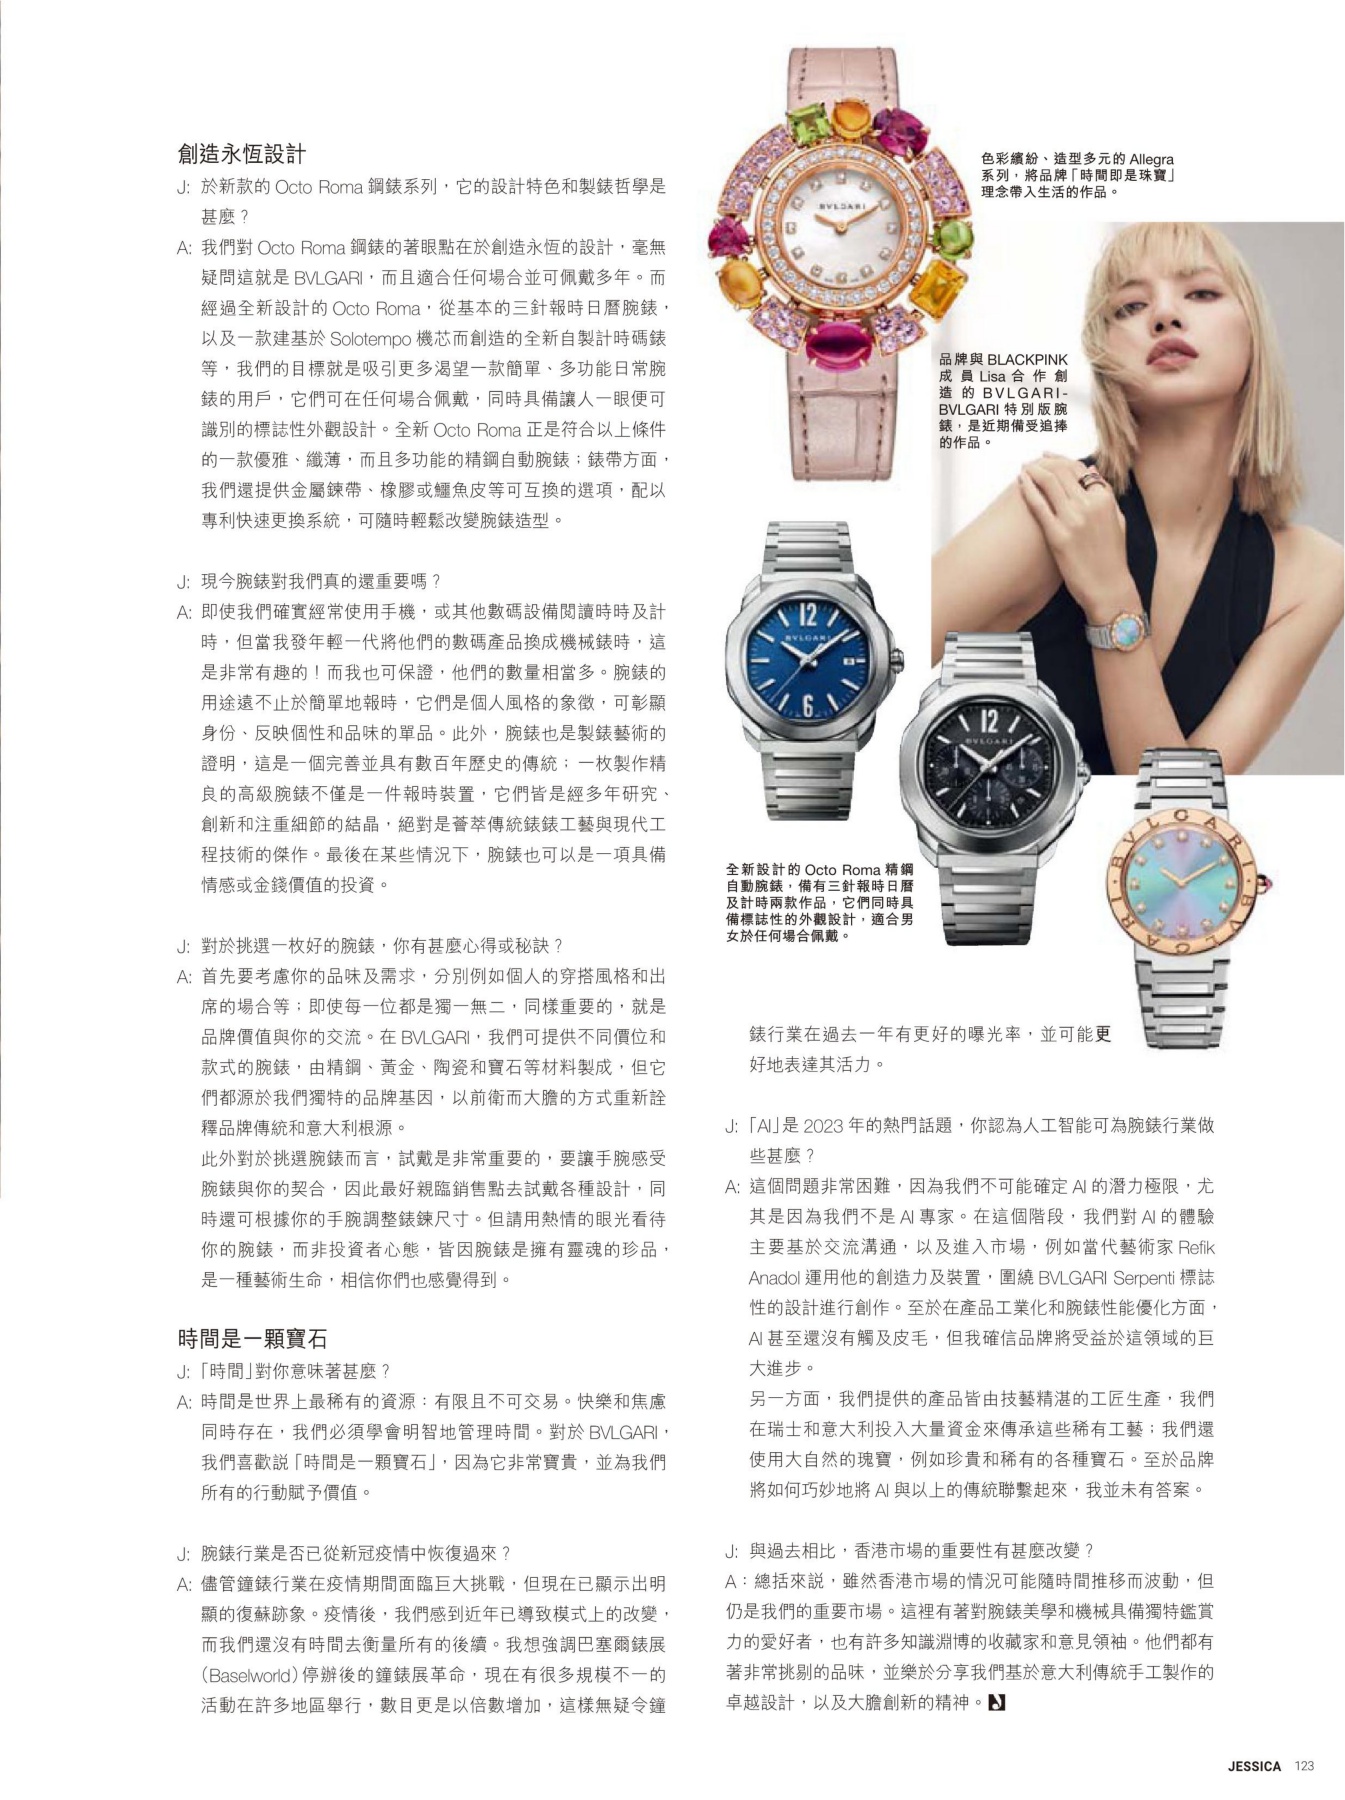 創造永恆設計
J: 於新款的 Octo Roma 鋼錶系列，它的設計特色和製錶哲學是
甚麼？
A: 我們對 Octo Roma 鋼錶的著眼點在於創造永恆的設計，毫無
疑問這就是 BVLGARI，而且適合任何場合並可佩戴多年。而
經過全新設計的 Octo Roma，從基本的三針報時日曆腕錶，
以及一款建基於 Solotempo 機芯而創造的全新自製計時碼錶
等，我們的目標就是吸引更多渴望一款簡單、多功能日常腕
錶的用戶，它們可在任何場合佩戴，同時具備讓人一眼便可
識別的標誌性外觀設計。全新 Octo Roma 正是符合以上條件
的一款優雅、纖薄，而且多功能的精鋼自動腕錶；錶帶方面，
我們還提供金屬鍊帶、橡膠或鱷魚皮等可互換的選項，配以
專利快速更換系統，可隨時輕鬆改變腕錶造型。
J: 現今腕錶對我們真的還重要嗎？
A: 即使我們確實經常使用手機，或其他數碼設備閱讀時時及計
時，但當我發年輕一代將他們的數碼產品換成機械錶時，這
是非常有趣的！而我也可保證，他們的數量相當多。腕錶的
用途遠不止於簡單地報時，它們是個人風格的象徵，可彰顯
身份、反映個性和品味的單品。此外，腕錶也是製錶藝術的
證明，這是一個完善並具有數百年歷史的傳統；一枚製作精
良的高級腕錶不僅是一件報時裝置，它們皆是經多年研究、
創新和注重細節的結晶，絕對是薈萃傳統錶錶工藝與現代工
程技術的傑作。最後在某些情況下，腕錶也可以是一項具備
情感或金錢價值的投資。
J: 對於挑選一枚好的腕錶，你有甚麼心得或秘訣？
A: 首先要考慮你的品味及需求，分別例如個人的穿搭風格和出
席的場合等；即使每一位都是獨一無二，同樣重要的，就是
品牌價值與你的交流。在 BVLGARI，我們可提供不同價位和
款式的腕錶，由精鋼、黃金、陶瓷和寶石等材料製成，但它
們都源於我們獨特的品牌基因，以前衛而大膽的方式重新詮
釋品牌傳統和意大利根源。
此外對於挑選腕錶而言，試戴是非常重要的，要讓手腕感受
腕錶與你的契合，因此最好親臨銷售點去試戴各種設計，同
時還可根據你的手腕調整錶鍊尺寸。但請用熱情的眼光看待
你的腕錶，而非投資者心態，皆因腕錶是擁有靈魂的珍品，
是一種藝術生命，相信你們也感覺得到。
時間是一顆寶石
J:「時間」對你意味著甚麼？
A: 時間是世界上最稀有的資源：有限且不可交易。快樂和焦慮
同時存在，我們必須學會明智地管理時間。對於 BVLGARI，
我們喜歡説「時間是一顆寶石」，因為它非常寶貴，並為我們
所有的行動賦予價值。
J: 腕錶行業是否已從新冠疫情中恢復過來？
A: 儘管鐘錶行業在疫情期間面臨巨大挑戰，但現在已顯示出明
顯的復蘇跡象。疫情後，我們感到近年已導致模式上的改變，
而我們還沒有時間去衡量所有的後續。我想強調巴塞爾錶展
（Baselworld）停辦後的鐘錶展革命，現在有很多規模不一的
活動在許多地區舉行，數目更是以倍數增加，這樣無疑令鐘
色彩繽紛、造型多元的 Allegra
系列，將品牌「時間即是珠寶」
理念帶入生活的作品。
BVLGARI
品牌與 BLACKPINK
成員 Lisa 合作創
造的 BVLGARI-
BVLGARI 特別版腕
錶，是近期備受追捧
的作品。
12
BVLGARI
6
12
BVLGARI
BVLGARI BVLGARI
全新設計的 Octo Roma 精鋼
自動腕錶，備有三針報時日曆
及計時兩款作品，它們同時具
備標誌性的外觀設計，適合男
女於任何場合佩戴。
錶行業在過去一年有更好的曝光率，並可能更
好地表達其活力。
J:「AI」是 2023 年的熱門話題，你認為人工智能可為腕錶行業做
些甚麼？
A: 這個問題非常困難，因為我們不可能確定 AI 的潛力極限，尤
其是因為我們不是 AI 專家。在這個階段，我們對 AI 的體驗
主要基於交流溝通，以及進入市場，例如當代藝術家 Refik
Anadol 運用他的創造力及裝置，圍繞 BVLGARI Serpenti 標誌
性的設計進行創作。至於在產品工業化和腕錶性能優化方面，
AI 甚至還沒有觸及皮毛，但我確信品牌將受益於這領域的巨
大進步。
另一方面，我們提供的產品皆由技藝精湛的工匠生產，我們
在瑞士和意大利投入大量資金來傳承這些稀有工藝；我們還
使用大自然的瑰寶，例如珍貴和稀有的各種寶石。至於品牌
將如何巧妙地將 AI 與以上的傳統聯繫起來，我並未有答案。
J: 與過去相比，香港市場的重要性有甚麼改變？
A：總括來説，雖然香港市場的情況可能隨時間推移而波動，但
仍是我們的重要市場。這裡有著對腕錶美學和機械具備獨特鑑賞
力的愛好者，也有許多知識淵博的收藏家和意見領袖。他們都有
著非常挑剔的品味，並樂於分享我們基於意大利傳統手工製作的
卓越設計，以及大膽創新的精神。
JESSICA 123